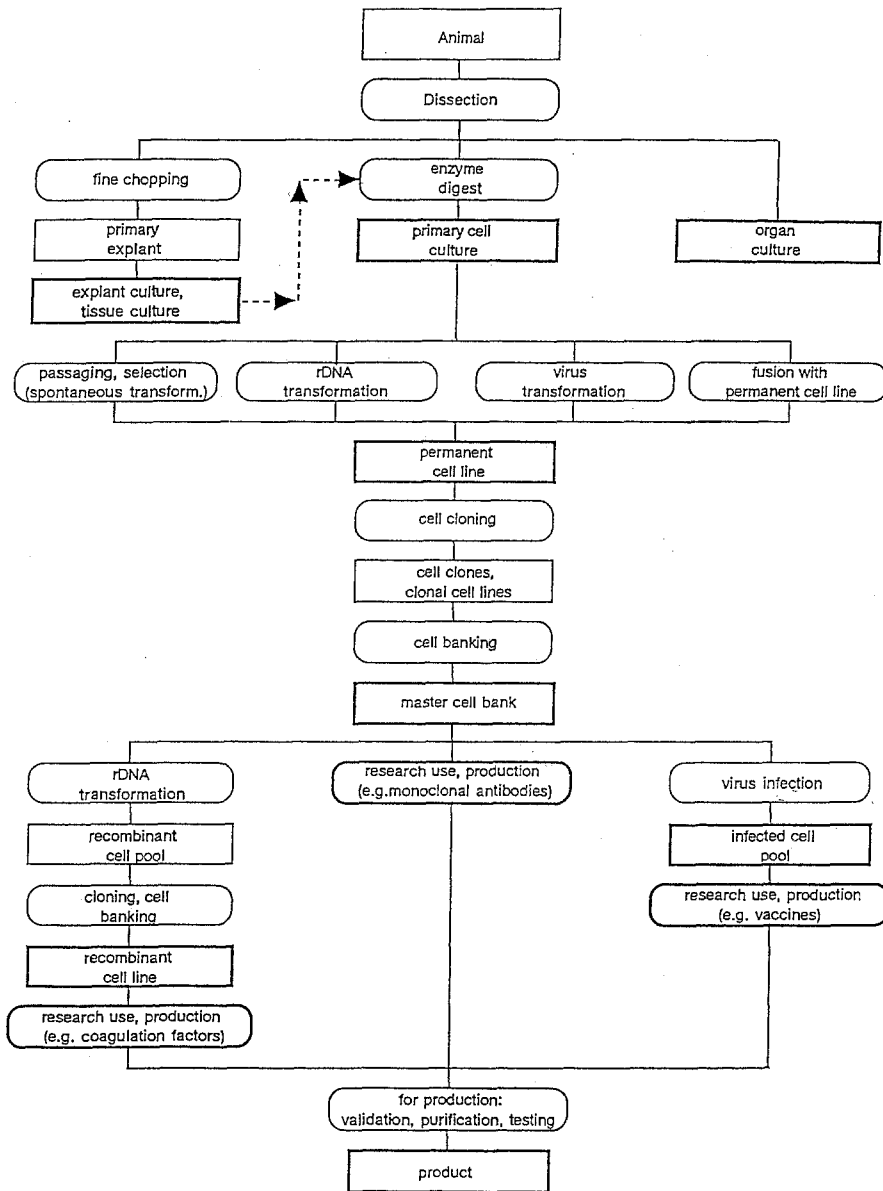 Animal
Dissection
fine chopping
enzyme
digest
primary
explant
primary cell
culture
organ
culture
explant culture,
tissue culture
passaging, selection
(spontaneous transform.)
rDNA
transformation
virus
transformation
fusion with
permanent cell line
permanent
cell line
cell cloning
cell clones,
clonal cell lines
cell banking
master cell bank
rDNA
transformation
research use, production
(e.g.monoclonal antibodies)
virus infection
recombinant
cell pool
infected cell
pool
cloning, cell
banking
research use, production
(e.g. vaccines)
recombinant
cell line
research use, production
(e.g. coagulation factors)
for production:
validation, purification, testing
product